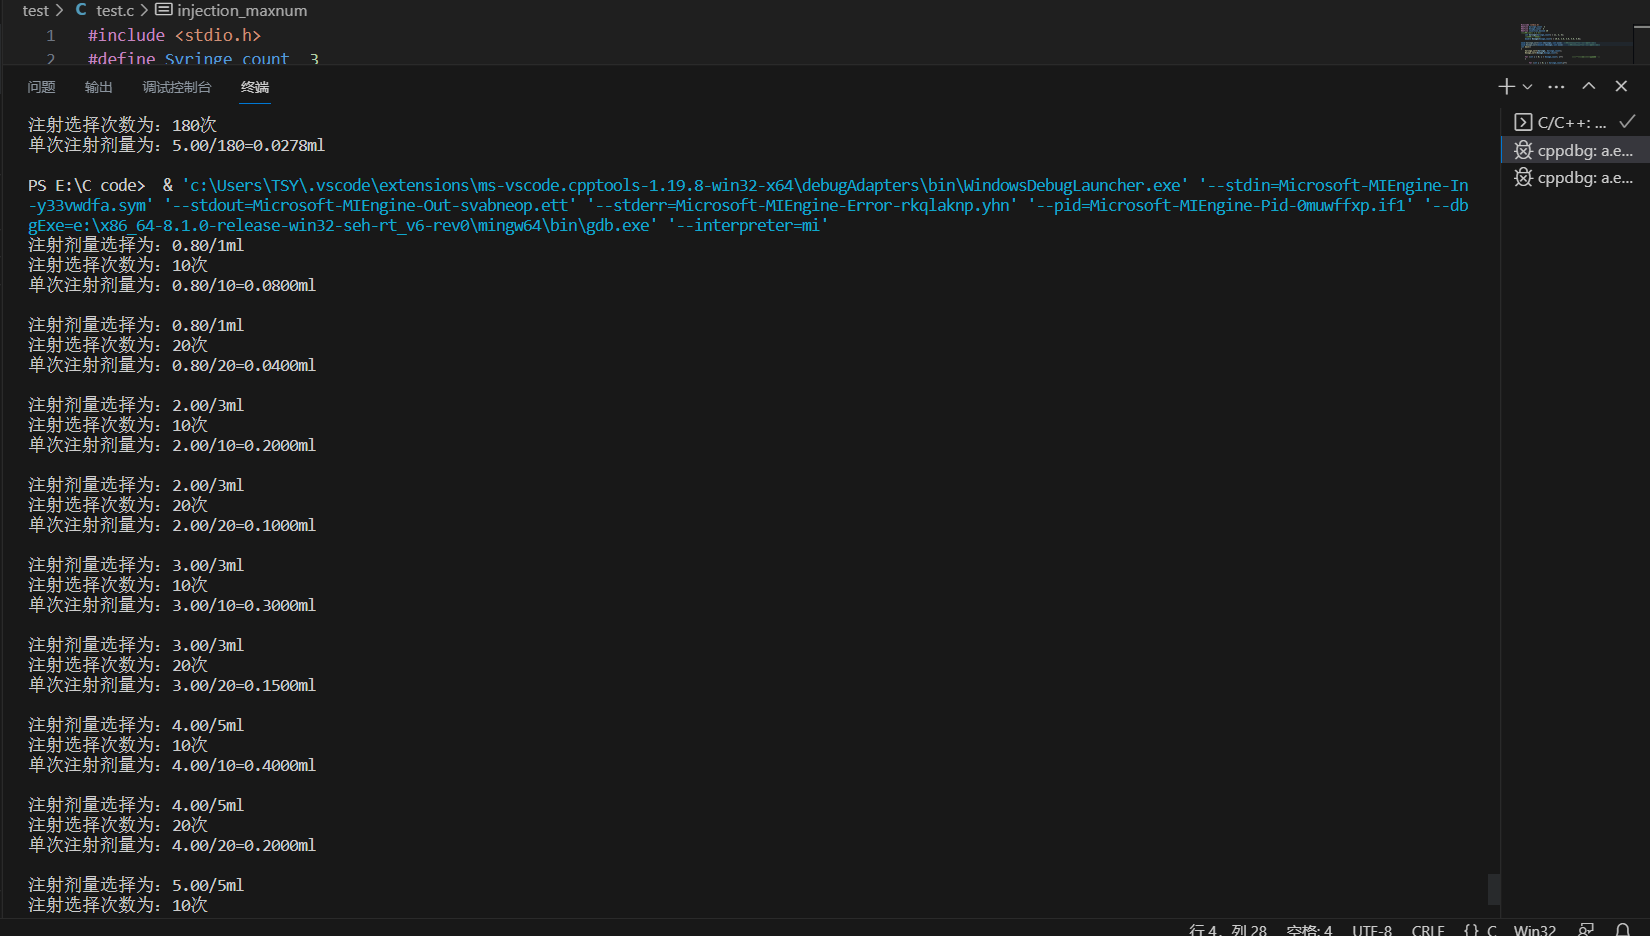 test > C test.c > injection_maxnum
1 #include <stdio.h>
2 #define Syringe_count 3
问题 输出 调试控制台 终端
注射选择次数为：180次
单次注射剂量为：5.00/180=0.0278ml
PS E:\C code>  & 'c:\Users\TSY\.vscode\extensions\ms-vscode.cpptools-1.19.8-win32-x64\debugAdapters\bin\WindowsDebugLauncher.exe' '--stdin=Microsoft-MIEngine-In
-y33vwdfa.sym' '--stdout=Microsoft-MIEngine-Out-svabneop.ett' '--stderr=Microsoft-MIEngine-Error-rkqlaknp.yhn' '--pid=Microsoft-MIEngine-Pid-0muwffxp.if1' '--db
gExe=e:\x86_64-8.1.0-release-win32-seh-rt_v6-rev0\mingw64\bin\gdb.exe' '--interpreter=mi'
注射剂量选择为：0.80/1ml
注射选择次数为：10次
单次注射剂量为：0.80/10=0.0800ml
注射剂量选择为：0.80/1ml
注射选择次数为：20次
单次注射剂量为：0.80/20=0.0400ml
注射剂量选择为：2.00/3ml
注射选择次数为：10次
单次注射剂量为：2.00/10=0.2000ml
注射剂量选择为：2.00/3ml
注射选择次数为：20次
单次注射剂量为：2.00/20=0.1000ml
注射剂量选择为：3.00/3ml
注射选择次数为：10次
单次注射剂量为：3.00/10=0.3000ml
注射剂量选择为：3.00/3ml
注射选择次数为：20次
单次注射剂量为：3.00/20=0.1500ml
注射剂量选择为：4.00/5ml
注射选择次数为：10次
单次注射剂量为：4.00/10=0.4000ml
注射剂量选择为：4.00/5ml
注射选择次数为：20次
单次注射剂量为：4.00/20=0.2000ml
注射剂量选择为：5.00/5ml
注射选择次数为：10次
C/C++: ...
cppdbg: a.e...
cppdbg: a.e...
行 4，列 28 空格: 4 UTF-8 CRLF {} C Win32